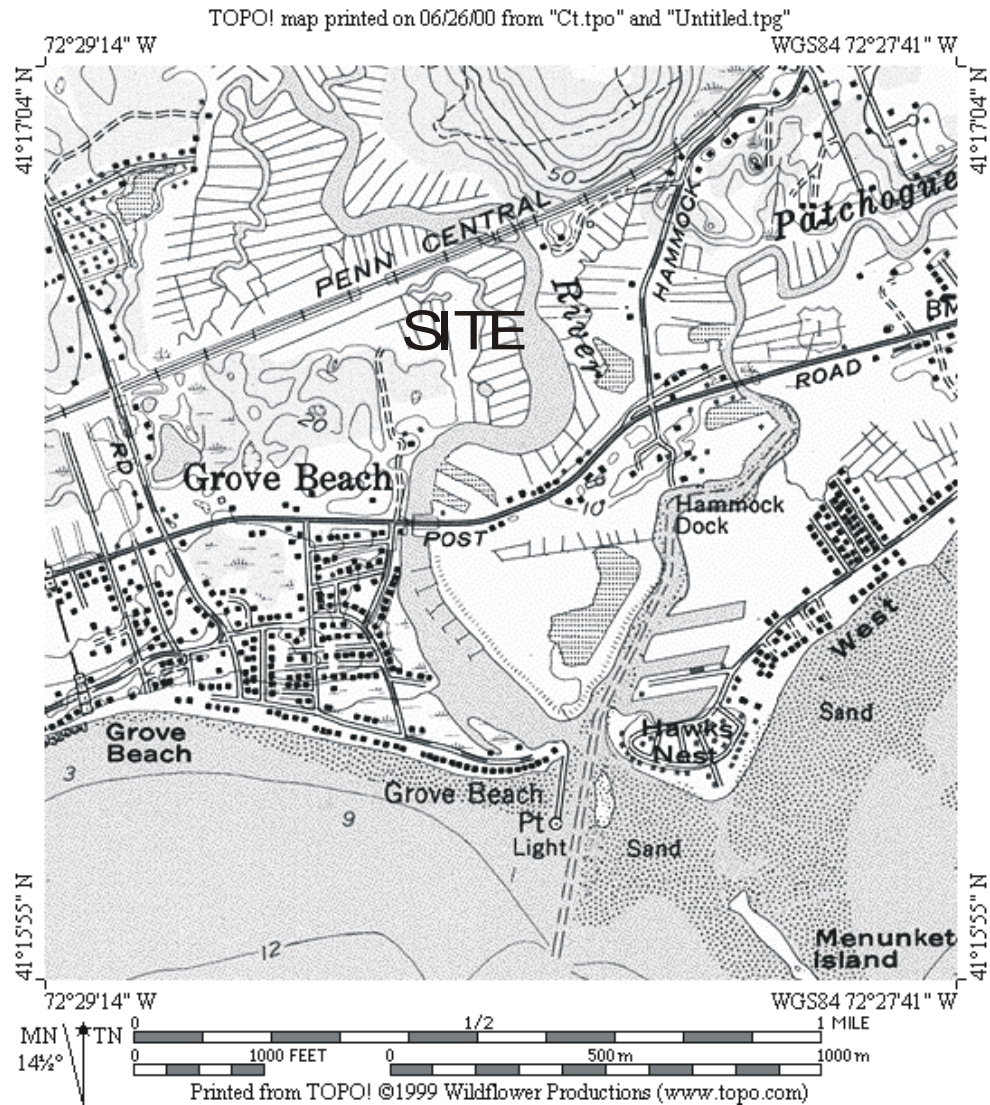 TOPO! map printed on 06/26/00 from "Ct.tpo" and "Untitled.tpg"
72°29'14" W
WGS84 72°27'41" W
41°17'04" N
41°17'04" N
50
PENN CENTRAL
HAMMOCK
Patchogue
River
SITE
BM
ROAD
20
RD
Grove Beach
10
Hammock
Dock
POST
West
Sand
Grove
Beach
Hawks
Nest
3
Grove Beach
Pt
Light
9
Sand
1
12
Menunket
Island
41°15'55" N
41°15'55" N
72°29'14" W
WGS84 72°27'41" W
MN
TN
14½°
0 1/2 1 MILE
0 1000 FEET 0 500 m 1000 m
Printed from TOPO! ©1999 Wildflower Productions (www.topo.com)